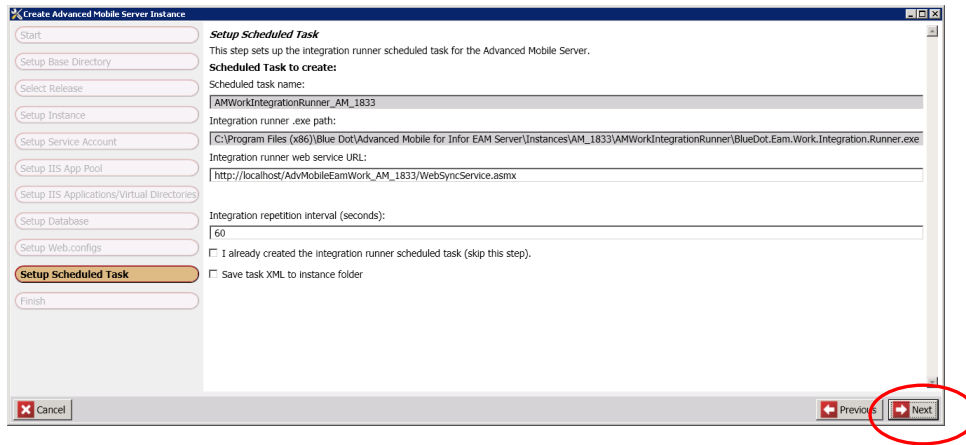 Create Advanced Mobile Server Instance
Start
Setup Base Directory
Select Release
Setup Instance
Setup Service Account
Setup IIS App Pool
Setup IIS Applications/Virtual Directories
Setup Database
Setup Web.configs
Setup Scheduled Task
Finish
Setup Scheduled Task
This step sets up the integration runner scheduled task for the Advanced Mobile Server.
Scheduled Task to create:
Scheduled task name:
AMWorkIntegrationRunner_AM_1833
Integration runner .exe path:
C:\Program Files (x86)\Blue Dot\Advanced Mobile for Infor EAM Server\Instances\AM_1833\AMWorkIntegrationRunner\BlueDot.Eam.Work.Integration.Runner.exe
Integration runner web service URL:
http://localhost/AdvMobileEamWork_AM_1833/WebSyncService.asmx
Integration repetition interval (seconds):
60
I already created the integration runner scheduled task (skip this step).
Save task XML to instance folder
Cancel
Previous
Next